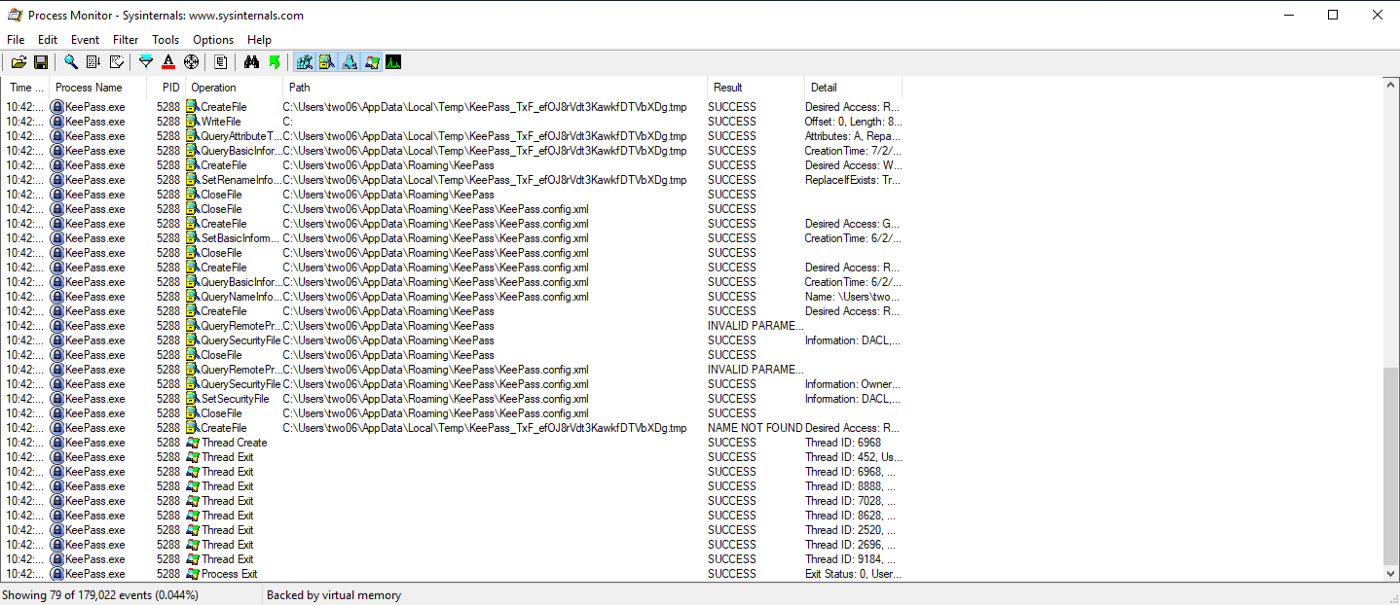 Process Monitor - Sysinternals: www.sysinternals.com
File Edit Event Filter Tools Options Help
Time ... Process Name PID Operation Path Result Detail
10:42:... KeePass.exe 5288 CreateFile C:\Users\two06\AppData\Local\Temp\KeePass_TxF_efOJ8rVdt3KawkfDTVbXDg.tmp SUCCESS Desired Access: R...
10:42:... KeePass.exe 5288 WriteFile C: SUCCESS Offset: 0, Length: 8...
10:42:... KeePass.exe 5288 QueryAttributeT... C:\Users\two06\AppData\Local\Temp\KeePass_TxF_efOJ8rVdt3KawkfDTVbXDg.tmp SUCCESS Attributes: A, Repa...
10:42:... KeePass.exe 5288 QueryBasicInfor... C:\Users\two06\AppData\Local\Temp\KeePass_TxF_efOJ8rVdt3KawkfDTVbXDg.tmp SUCCESS CreationTime: 7/2/...
10:42:... KeePass.exe 5288 CreateFile C:\Users\two06\AppData\Roaming\KeePass SUCCESS Desired Access: W...
10:42:... KeePass.exe 5288 SetRenameInfo... C:\Users\two06\AppData\Local\Temp\KeePass_TxF_efOJ8rVdt3KawkfDTVbXDg.tmp SUCCESS ReplaceIfExists: Tr...
10:42:... KeePass.exe 5288 CloseFile C:\Users\two06\AppData\Roaming\KeePass SUCCESS
10:42:... KeePass.exe 5288 CloseFile C:\Users\two06\AppData\Roaming\KeePass\KeePass.config.xml SUCCESS
10:42:... KeePass.exe 5288 CreateFile C:\Users\two06\AppData\Roaming\KeePass\KeePass.config.xml SUCCESS Desired Access: G...
10:42:... KeePass.exe 5288 SetBasicInform... C:\Users\two06\AppData\Roaming\KeePass\KeePass.config.xml SUCCESS CreationTime: 6/2/...
10:42:... KeePass.exe 5288 CloseFile C:\Users\two06\AppData\Roaming\KeePass\KeePass.config.xml SUCCESS
10:42:... KeePass.exe 5288 CreateFile C:\Users\two06\AppData\Roaming\KeePass\KeePass.config.xml SUCCESS Desired Access: R...
10:42:... KeePass.exe 5288 QueryBasicInfor... C:\Users\two06\AppData\Roaming\KeePass\KeePass.config.xml SUCCESS CreationTime: 6/2/...
10:42:... KeePass.exe 5288 QueryNameInfo... C:\Users\two06\AppData\Roaming\KeePass\KeePass.config.xml SUCCESS Name: \Users\two...
10:42:... KeePass.exe 5288 CreateFile C:\Users\two06\AppData\Roaming\KeePass SUCCESS Desired Access: R...
10:42:... KeePass.exe 5288 QueryRemotePr... C:\Users\two06\AppData\Roaming\KeePass INVALID PARAME...
10:42:... KeePass.exe 5288 QuerySecurityFile C:\Users\two06\AppData\Roaming\KeePass SUCCESS Information: DACL,...
10:42:... KeePass.exe 5288 CloseFile C:\Users\two06\AppData\Roaming\KeePass SUCCESS
10:42:... KeePass.exe 5288 QueryRemotePr... C:\Users\two06\AppData\Roaming\KeePass\KeePass.config.xml INVALID PARAME...
10:42:... KeePass.exe 5288 QuerySecurityFile C:\Users\two06\AppData\Roaming\KeePass\KeePass.config.xml SUCCESS Information: Owner...
10:42:... KeePass.exe 5288 SetSecurityFile C:\Users\two06\AppData\Roaming\KeePass\KeePass.config.xml SUCCESS Information: DACL,...
10:42:... KeePass.exe 5288 CloseFile C:\Users\two06\AppData\Roaming\KeePass\KeePass.config.xml SUCCESS
10:42:... KeePass.exe 5288 CreateFile C:\Users\two06\AppData\Local\Temp\KeePass_TxF_efOJ8rVdt3KawkfDTVbXDg.tmp NAME NOT FOUND Desired Access: R...
10:42:... KeePass.exe 5288 Thread Create SUCCESS Thread ID: 6968
10:42:... KeePass.exe 5288 Thread Exit SUCCESS Thread ID: 452, Us...
10:42:... KeePass.exe 5288 Thread Exit SUCCESS Thread ID: 6968, ...
10:42:... KeePass.exe 5288 Thread Exit SUCCESS Thread ID: 8888, ...
10:42:... KeePass.exe 5288 Thread Exit SUCCESS Thread ID: 7028, ...
10:42:... KeePass.exe 5288 Thread Exit SUCCESS Thread ID: 8628, ...
10:42:... KeePass.exe 5288 Thread Exit SUCCESS Thread ID: 2520, ...
10:42:... KeePass.exe 5288 Thread Exit SUCCESS Thread ID: 2696, ...
10:42:... KeePass.exe 5288 Thread Exit SUCCESS Thread ID: 9184, ...
10:42:... KeePass.exe 5288 Process Exit SUCCESS Exit Status: 0, User...
Showing 79 of 179,022 events (0.044%) Backed by virtual memory